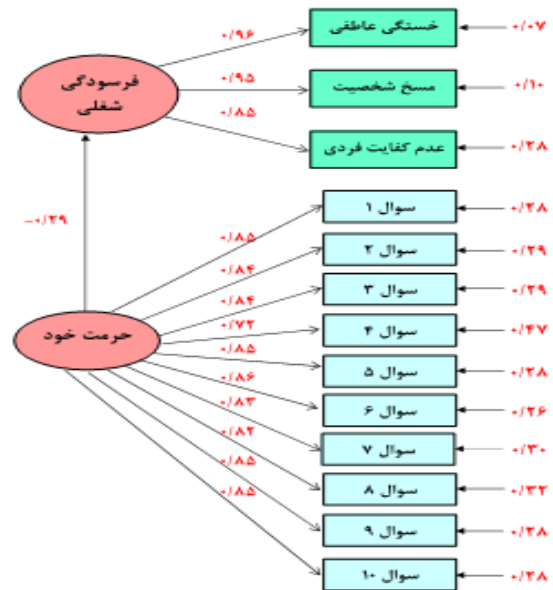 ۰/۹۶ خستگی عاطفی ۰/۰۷
فرسودگی شغلی
۰/۹۵ مسخ شخصیت ۰/۱۰
۰/۸۵ عدم کفایت فردی ۰/۲۸
-۰/۲۹
حرمت خود
۰/۸۵ سوال ۱ ۰/۲۸
۰/۸۴ سوال ۲ ۰/۲۹
۰/۸۴ سوال ۳ ۰/۲۹
۰/۷۳ سوال ۴ ۰/۴۷
۰/۸۵ سوال ۵ ۰/۲۸
۰/۸۶ سوال ۶ ۰/۲۶
۰/۸۳ سوال ۷ ۰/۳۰
۰/۸۲ سوال ۸ ۰/۳۲
۰/۸۵ سوال ۹ ۰/۲۸
۰/۸۵ سوال ۱۰ ۰/۲۸